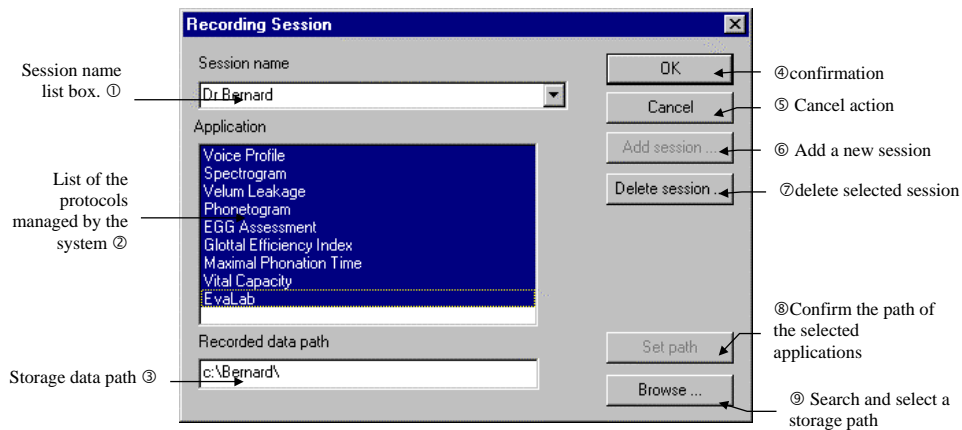 Recording Session
Session name
list box. ①
Session name
Dr Bernard
Application
List of the
protocols
managed by the
system ②
Voice Profile
Spectrogram
Velum Leakage
Phonetogram
EGG Assessment
Glottal Efficiency Index
Maximal Phonation Time
Vital Capacity
EvaLab
Recorded data path
Storage data path ③
c:\Bernard\
OK
④confirmation
Cancel
⑤ Cancel action
Add session ...
⑥ Add a new session
Delete session ..
⑦delete selected session
Set path
⑧Confirm the path of
the selected
applications
Browse ...
⑨ Search and select a
storage path